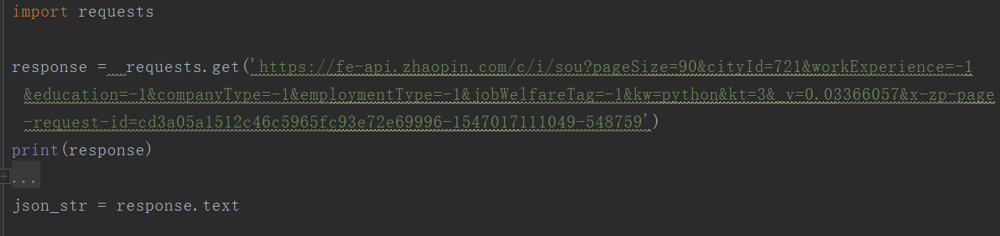 import requests
response =  requests.get('https://fe-api.zhaopin.com/c/i/sou?pageSize=90&cityId=721&workExperience=-1
&education=-1&companyType=-1&employmentType=-1&jobWelfareTag=-1&kw=python&kt=3&_v=0.03366057&x-zp-page
-request-id=cd3a05a1512c46c5965fc93e72e69996-1547017111049-548759')
print(response)
...
json_str = response.text